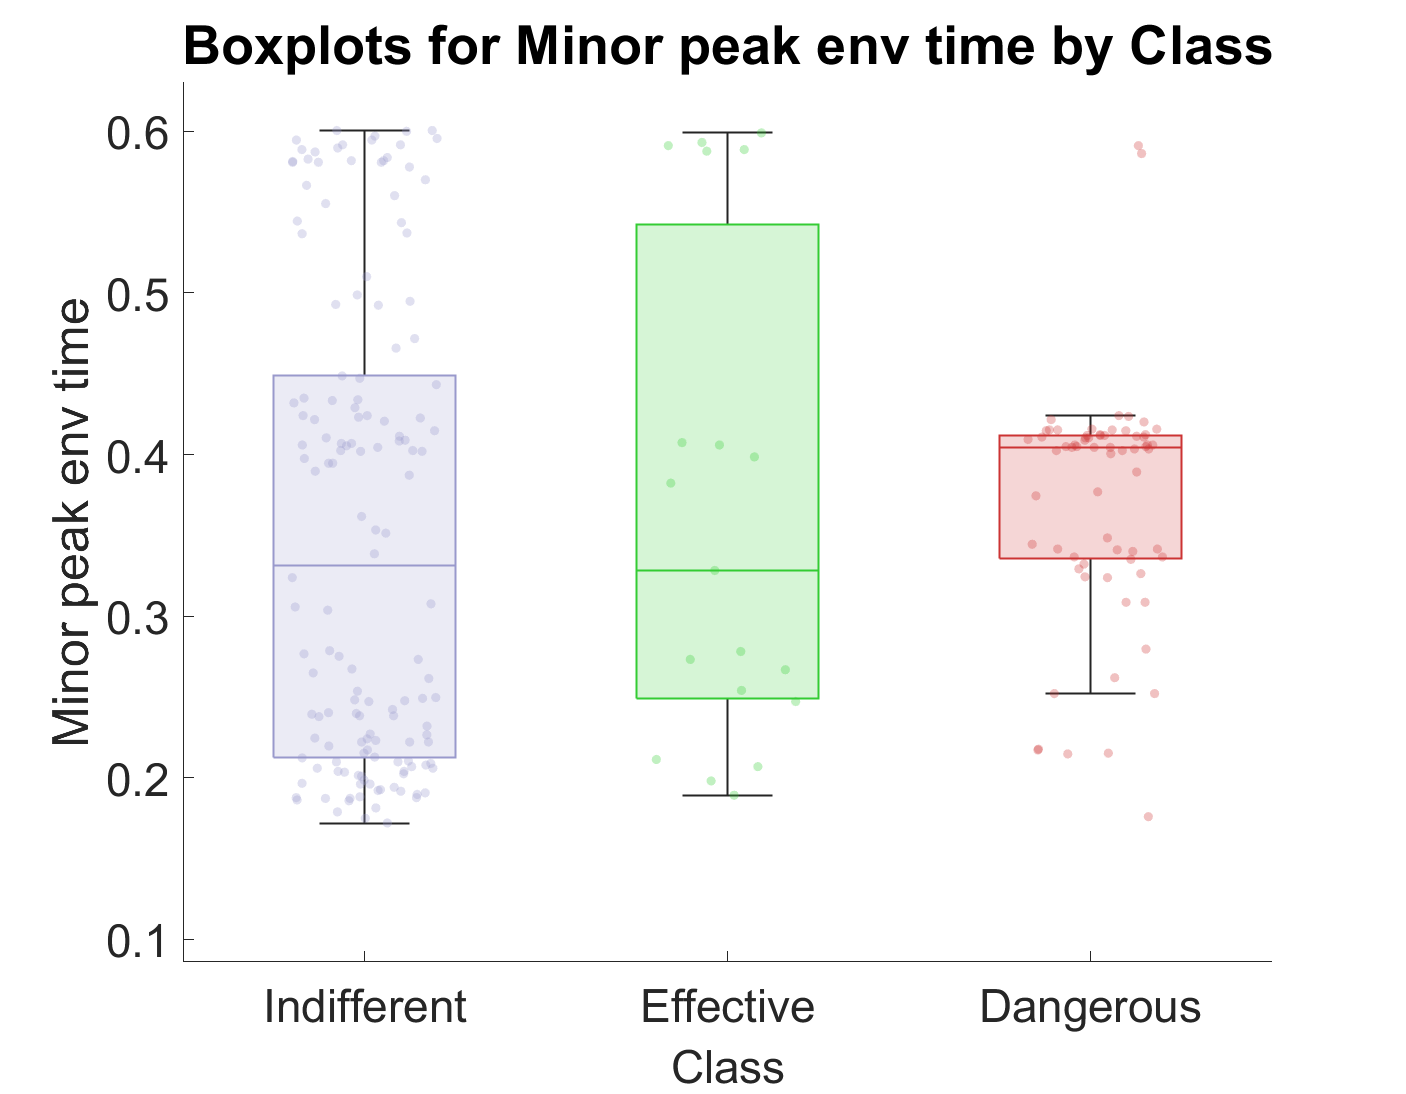 Boxplots for Minor peak env time by Class
Minor peak env time
0.6
0.5
0.4
0.3
0.2
0.1
Indifferent Effective Dangerous
Class